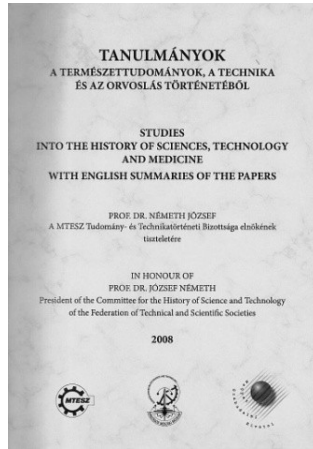 TANULMÁNYOK
A TERMÉSZETTUDOMÁNYOK, A TECHNIKA
ÉS AZ ORVOSLÁS TÖRTÉNETÉBŐL
STUDIES
INTO THE HISTORY OF SCIENCES, TECHNOLOGY
AND MEDICINE
WITH ENGLISH SUMMARIES OF THE PAPERS
PROF. DR. NÉMETH JÓZSEF
A MTESZ Tudomány- és Technikatörténeti Bizottsága elnökének
tiszteletére
IN HONOUR OF
PROF. DR. JÓZSEF NÉMETH
President of the Committee for the History of Science and Technology
of the Federation of Technical and Scientific Societies
2008
MTESZ